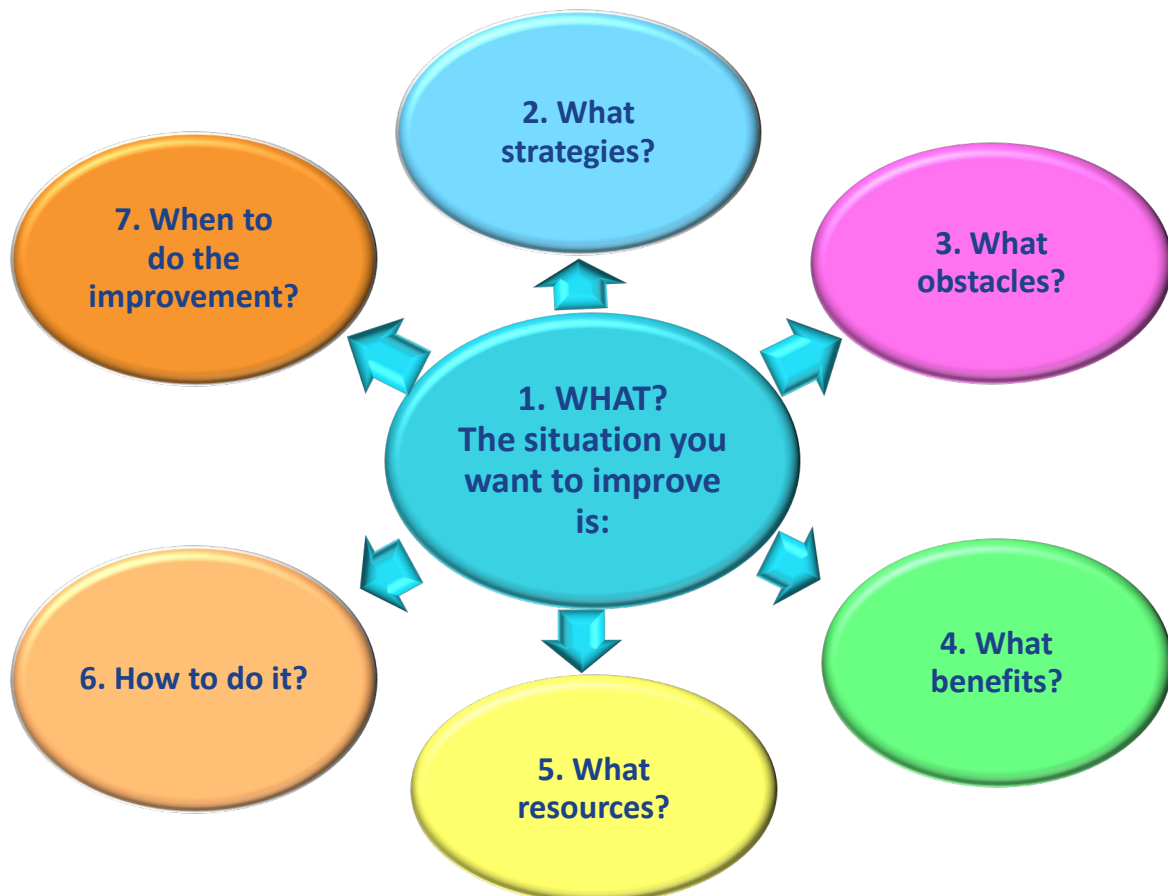 1. WHAT?
The situation you
want to improve
is:
2. What
strategies?
3. What
obstacles?
4. What
benefits?
5. What
resources?
6. How to do it?
7. When to
do the
improvement?